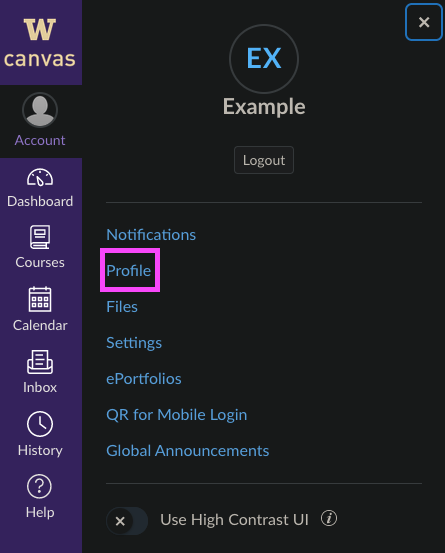 W
canvas
Account
Dashboard
Courses
Calendar
Inbox
History
Help
EX
Example
Logout
Notifications
Profile
Files
Settings
ePortfolios
QR for Mobile Login
Global Announcements
Use High Contrast UI